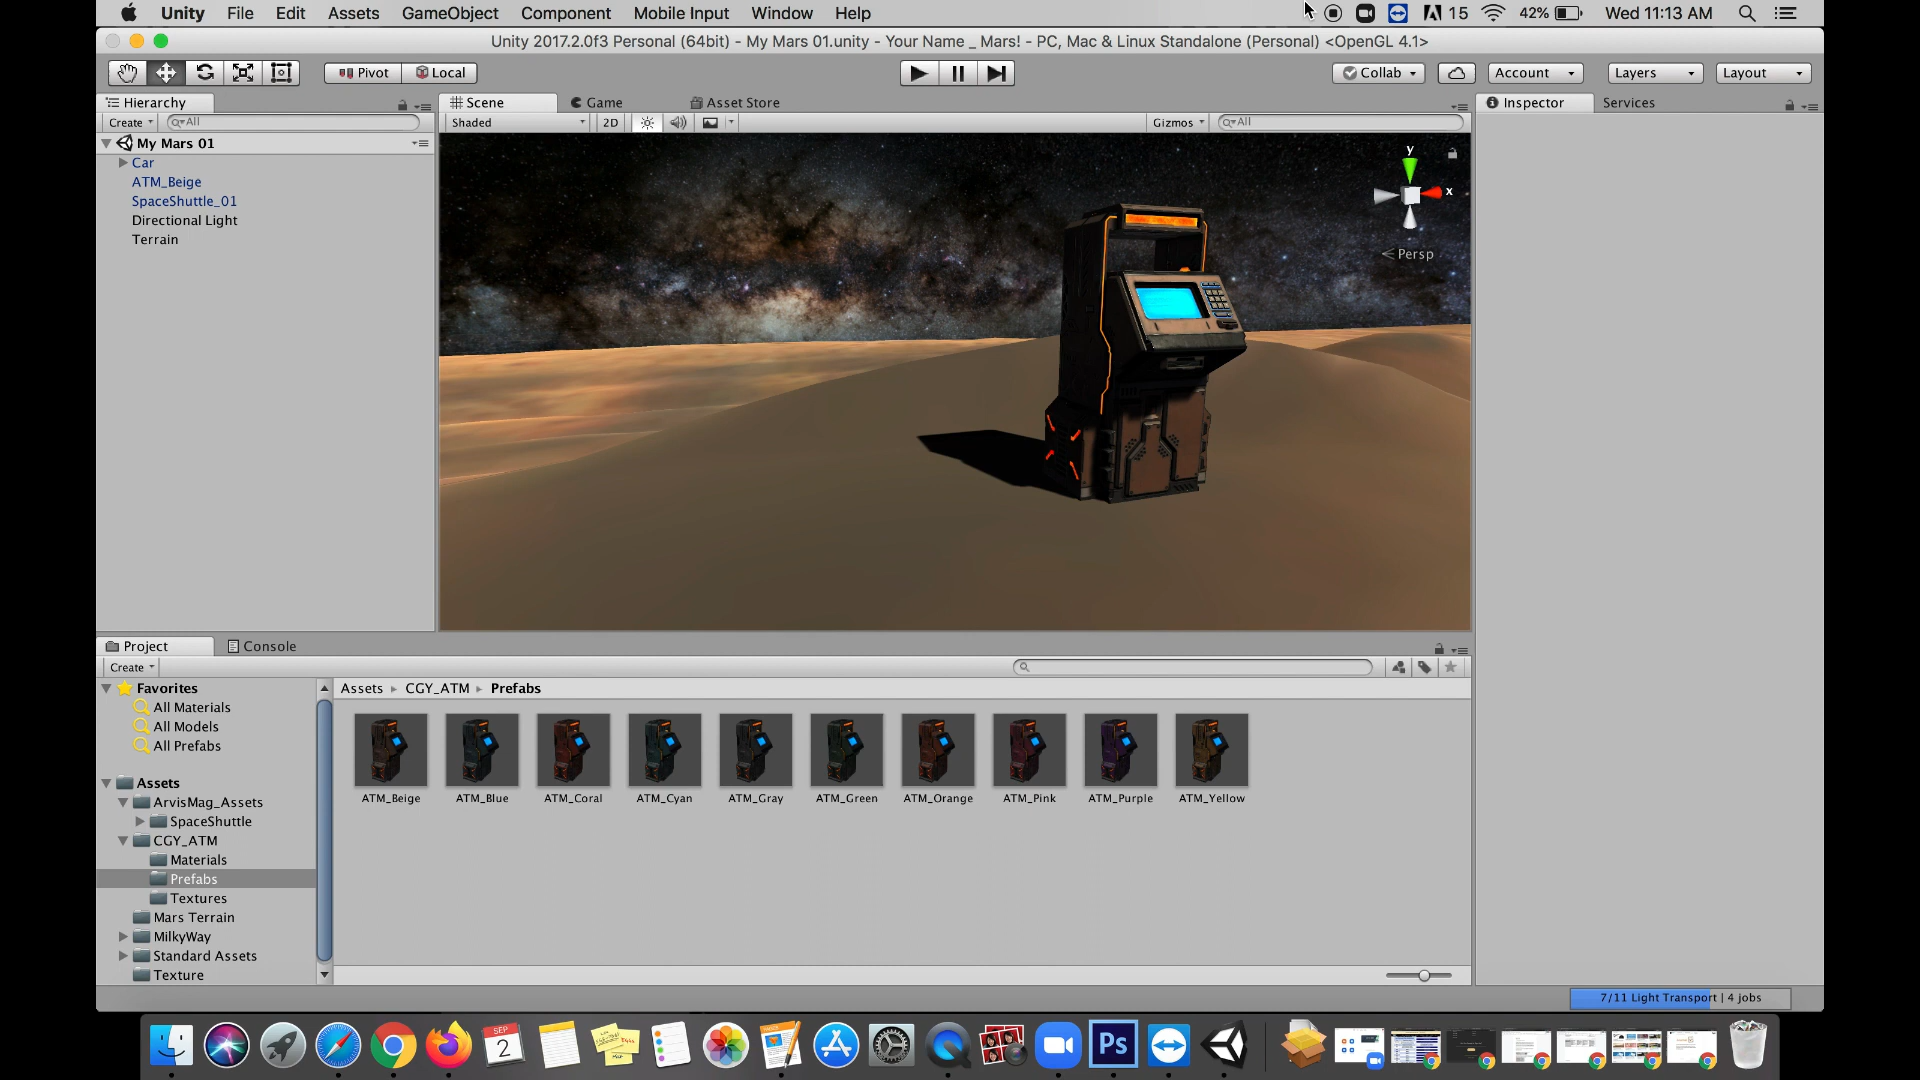 Unity File Edit Assets GameObject Component Mobile Input Window Help 15 42% Wed 11:13 AM
Unity 2017.2.0f3 Personal (64bit) - My Mars 01.unity - Your Name _ Mars! - PC, Mac & Linux Standalone (Personal) <OpenGL 4.1>
Pivot Local Collab Account Layers Layout
Hierarchy Scene Game Asset Store Inspector Services
Create All Shaded 2D Gizmos All
My Mars 01
Car
ATM_Beige
SpaceShuttle_01
Directional Light
Terrain
y
x
Persp
Project Console
Create
Favorites
All Materials
All Models
All Prefabs
Assets
ArvisMag_Assets
SpaceShuttle
CGY_ATM
Materials
Prefabs
Textures
Mars Terrain
MilkyWay
Standard Assets
Texture
Assets CGY_ATM Prefabs
ATM_Beige ATM_Blue ATM_Coral ATM_Cyan ATM_Gray ATM_Green ATM_Orange ATM_Pink ATM_Purple ATM_Yellow
7/11 Light Transport | 4 jobs
SEP
2
Ps